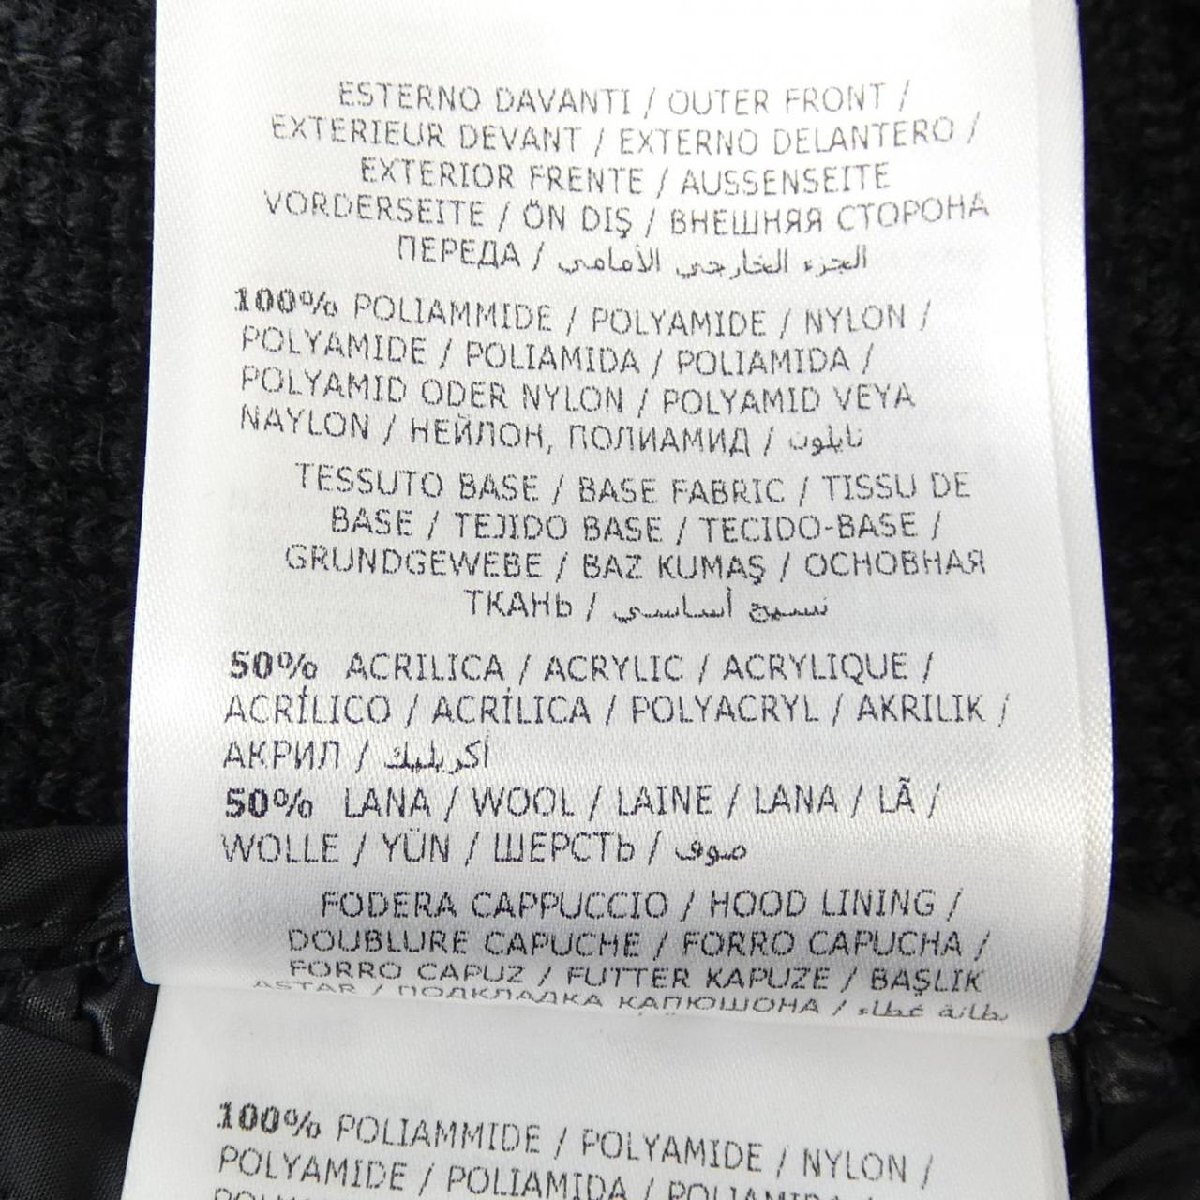 ESTERNO DAVANTI / OUTER FRONT /
EXTERIEUR DEVANT / EXTERNO DELANTERO /
EXTERIOR FRENTE / AUSSENSEITE
VORDERSEITE / ÖN DIŞ / ВНЕШНЯЯ СТОРОНА
ПЕРЕДА / الجزء الخارجي الأمامي
100% POLIAMMIDE / POLYAMIDE / NYLON /
POLYAMIDE / POLIAMIDA / POLIAMIDA /
POLYAMID ODER NYLON / POLYAMID VEYA
NAYLON / НЕЙЛОН, ПОЛИАМИД / نايلون
TESSUTO BASE / BASE FABRIC / TISSU DE
BASE / TEJIDO BASE / TECIDO-BASE /
GRUNDGEWEBE / BAZ KUMAŞ / ОСНОВНАЯ
ТКАНЬ / نسيج أساسي
50% ACRILICA / ACRYLIC / ACRYLIQUE /
ACRÍLICO / ACRÍLICA / POLYACRYL / AKRILIK /
АКРИЛ / أكريليك
50% LANA / WOOL / LAINE / LANA / LÃ /
WOLLE / YÜN / ШЕРСТЬ / صوف
FODERA CAPPUCCIO / HOOD LINING /
DOUBLURE CAPUCHE / FORRO CAPUCHA /
FORRO CAPUZ / FUTTER KAPUZE / BAŞLIK
ASTAR / ПОДКЛАДКА КАПЮШОНА / بطانة غطاء
100% POLIAMMIDE / POLYAMIDE / NYLON /
POLYAMIDE / POLIAMIDA / POLIAMIDA /